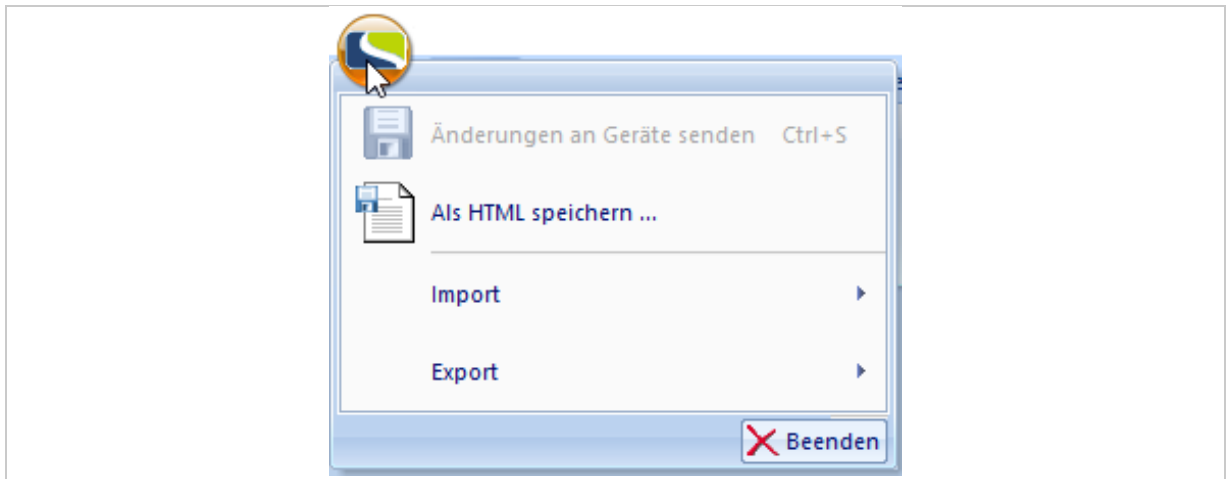 Änderungen an Geräte senden Ctrl+S
Als HTML speichern ...
Import
Export
Beenden